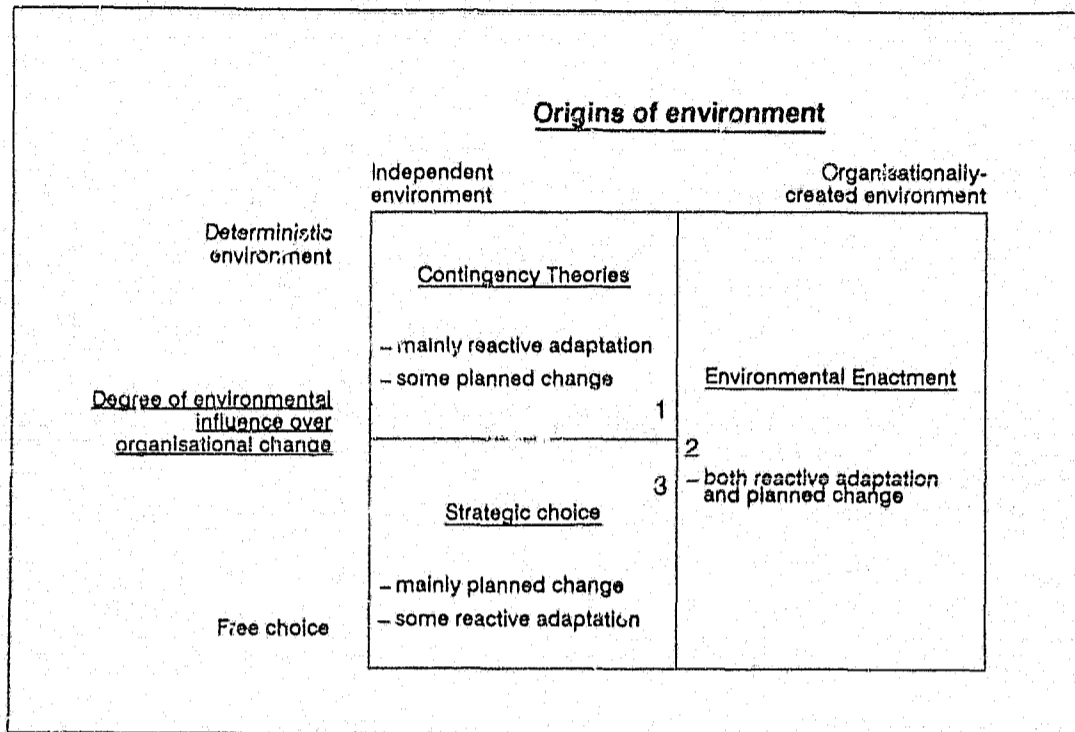 Origins of environment
Independent
environment
Organisationally-
created environment
Deterministic
environment
Contingency Theories
– mainly reactive adaptation
– some planned change
1
Degree of environmental
influence over
organisational change
Environmental Enactment
2
– both reactive adaptation
and planned change
3
Strategic choice
– mainly planned change
– some reactive adaptation
Free choice